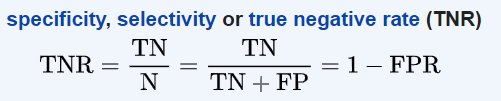 specificity, selectivity or true negative rate (TNR)
TNR = TN/N = TN/(TN + FP) = 1 − FPR